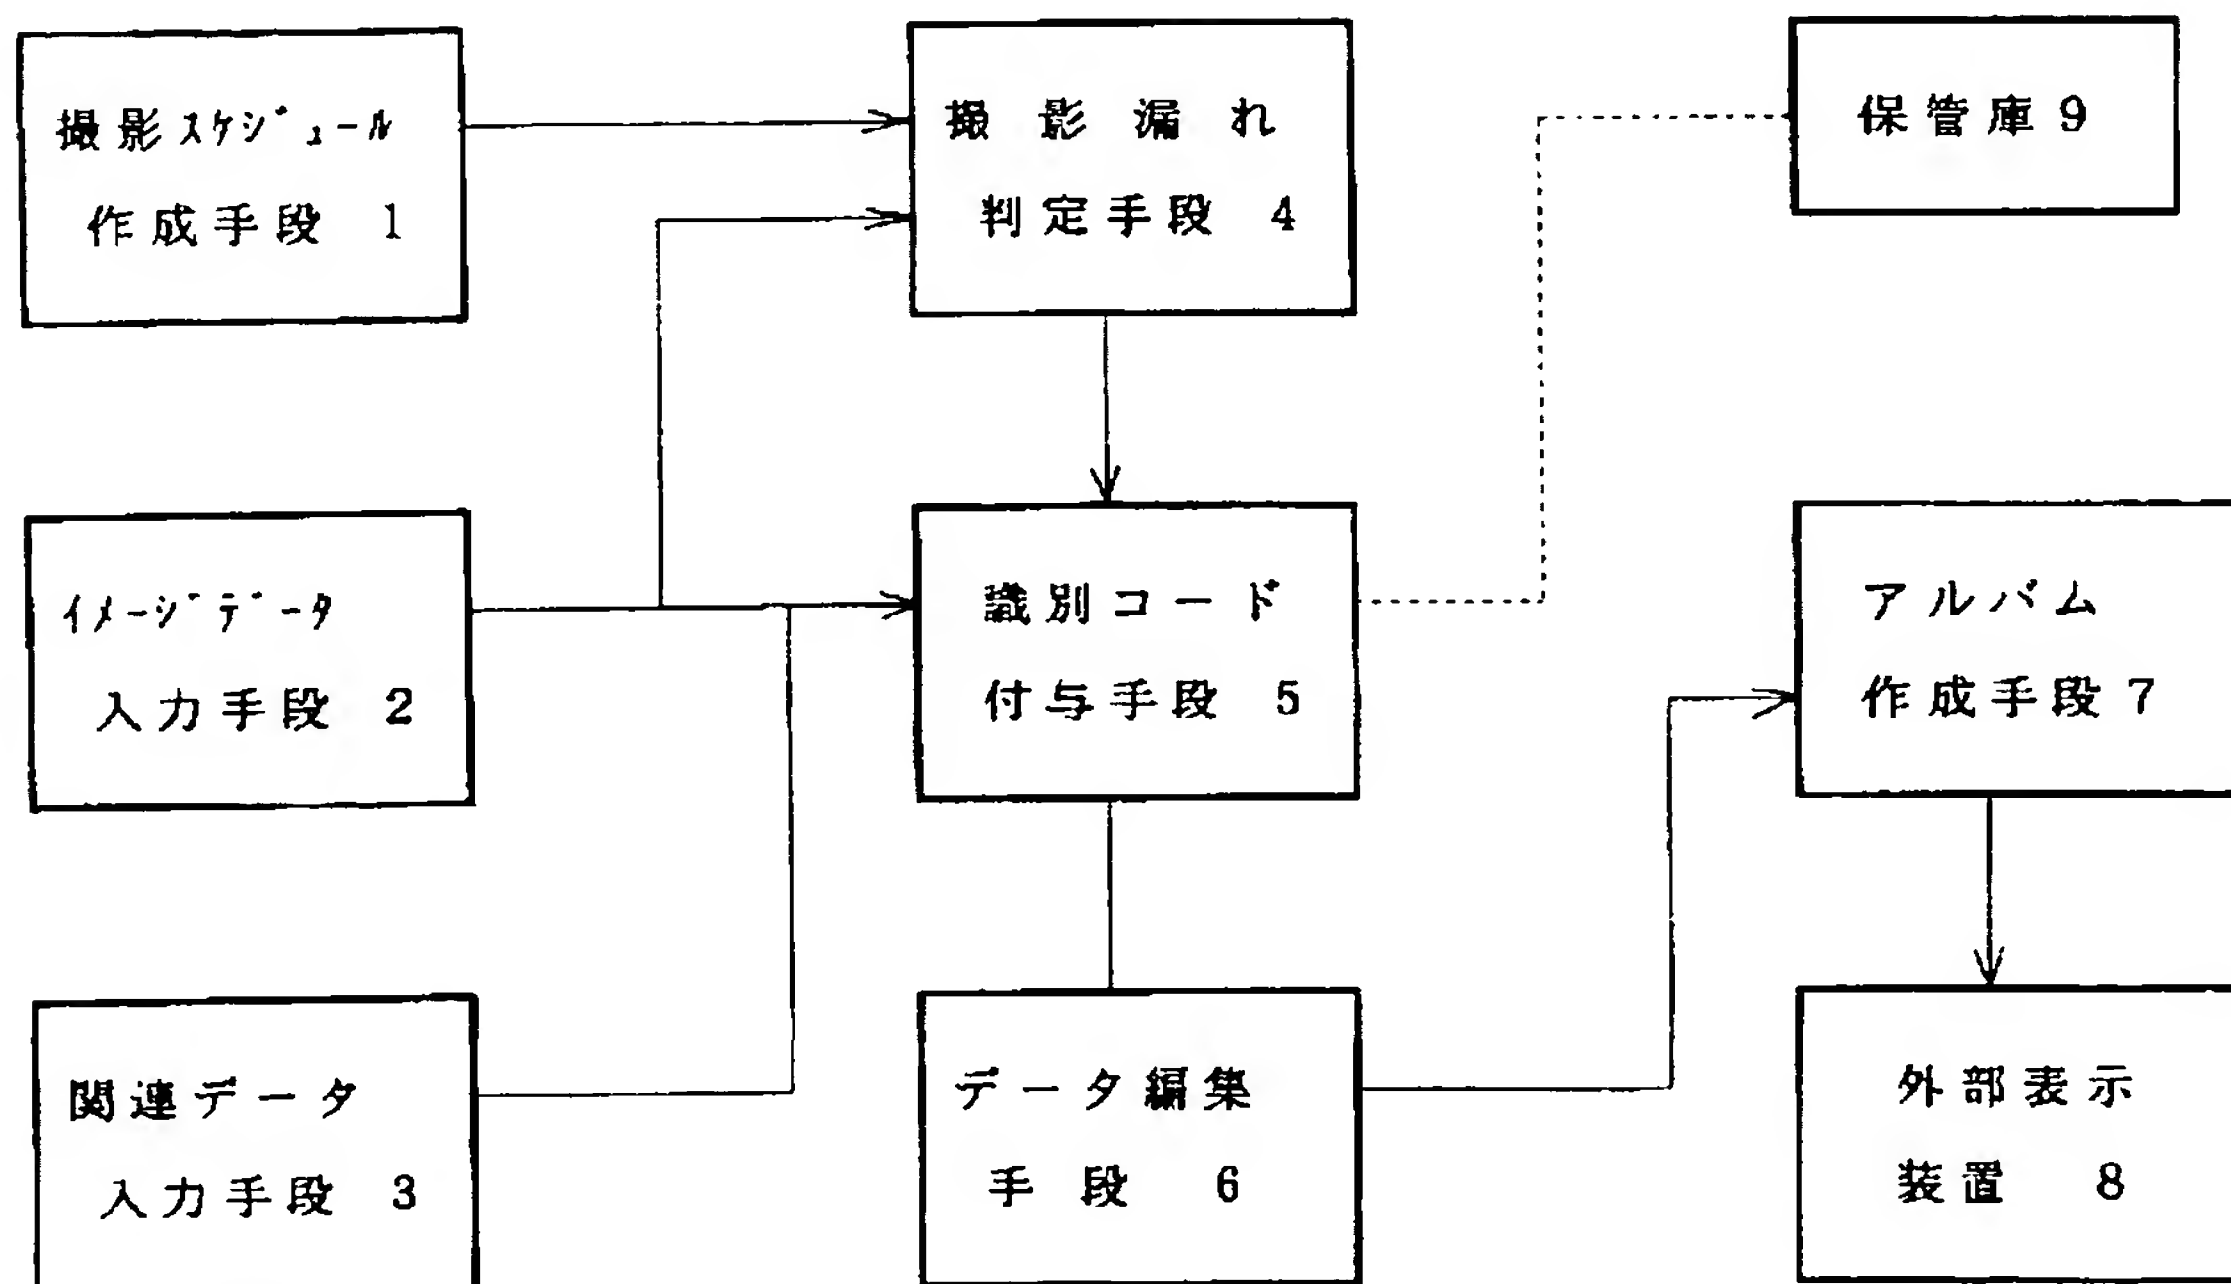 撮影スケジュール
作成手段 1
撮影漏れ
判定手段 4
保管庫9
イメージデータ
入力手段 2
識別コード
付与手段 5
アルバム
作成手段7
関連データ
入力手段 3
データ編集
手段 6
外部表示
装置 8